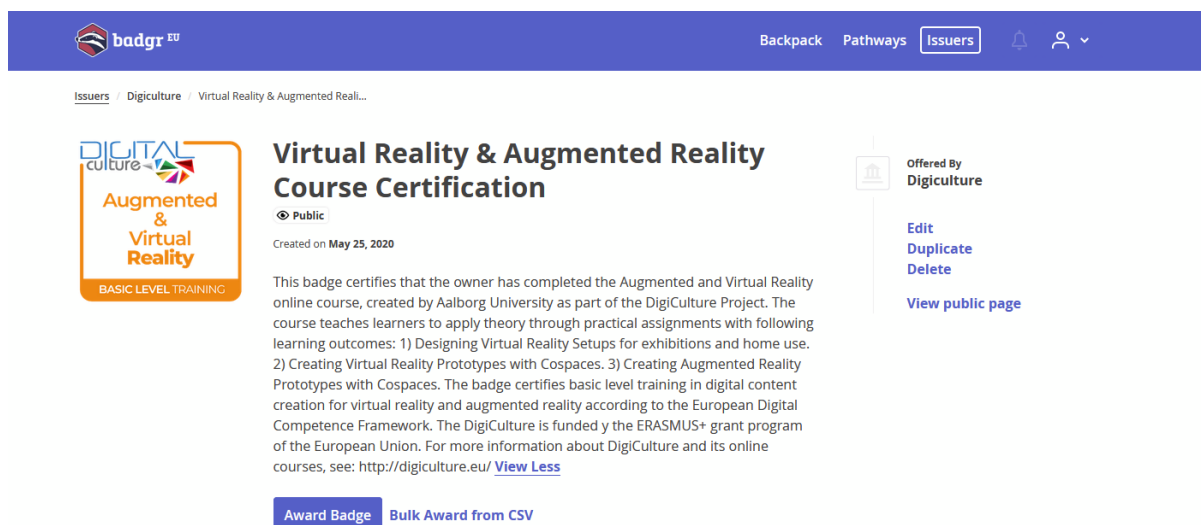 badgr EU
Backpack Pathways Issuers
Issuers / Digiculture / Virtual Reality & Augmented Reali...
DIGITAL
culture
Augmented
&
Virtual
Reality
BASIC LEVEL TRAINING
Virtual Reality & Augmented Reality
Course Certification
Public
Created on May 25, 2020
This badge certifies that the owner has completed the Augmented and Virtual Reality
online course, created by Aalborg University as part of the DigiCulture Project. The
course teaches learners to apply theory through practical assignments with following
learning outcomes: 1) Designing Virtual Reality Setups for exhibitions and home use.
2) Creating Virtual Reality Prototypes with Cospaces. 3) Creating Augmented Reality
Prototypes with Cospaces. The badge certifies basic level training in digital content
creation for virtual reality and augmented reality according to the European Digital
Competence Framework. The DigiCulture is funded y the ERASMUS+ grant program
of the European Union. For more information about DigiCulture and its online
courses, see: http://digiculture.eu/ View Less
Award Badge Bulk Award from CSV
Offered By
Digiculture
Edit
Duplicate
Delete
View public page